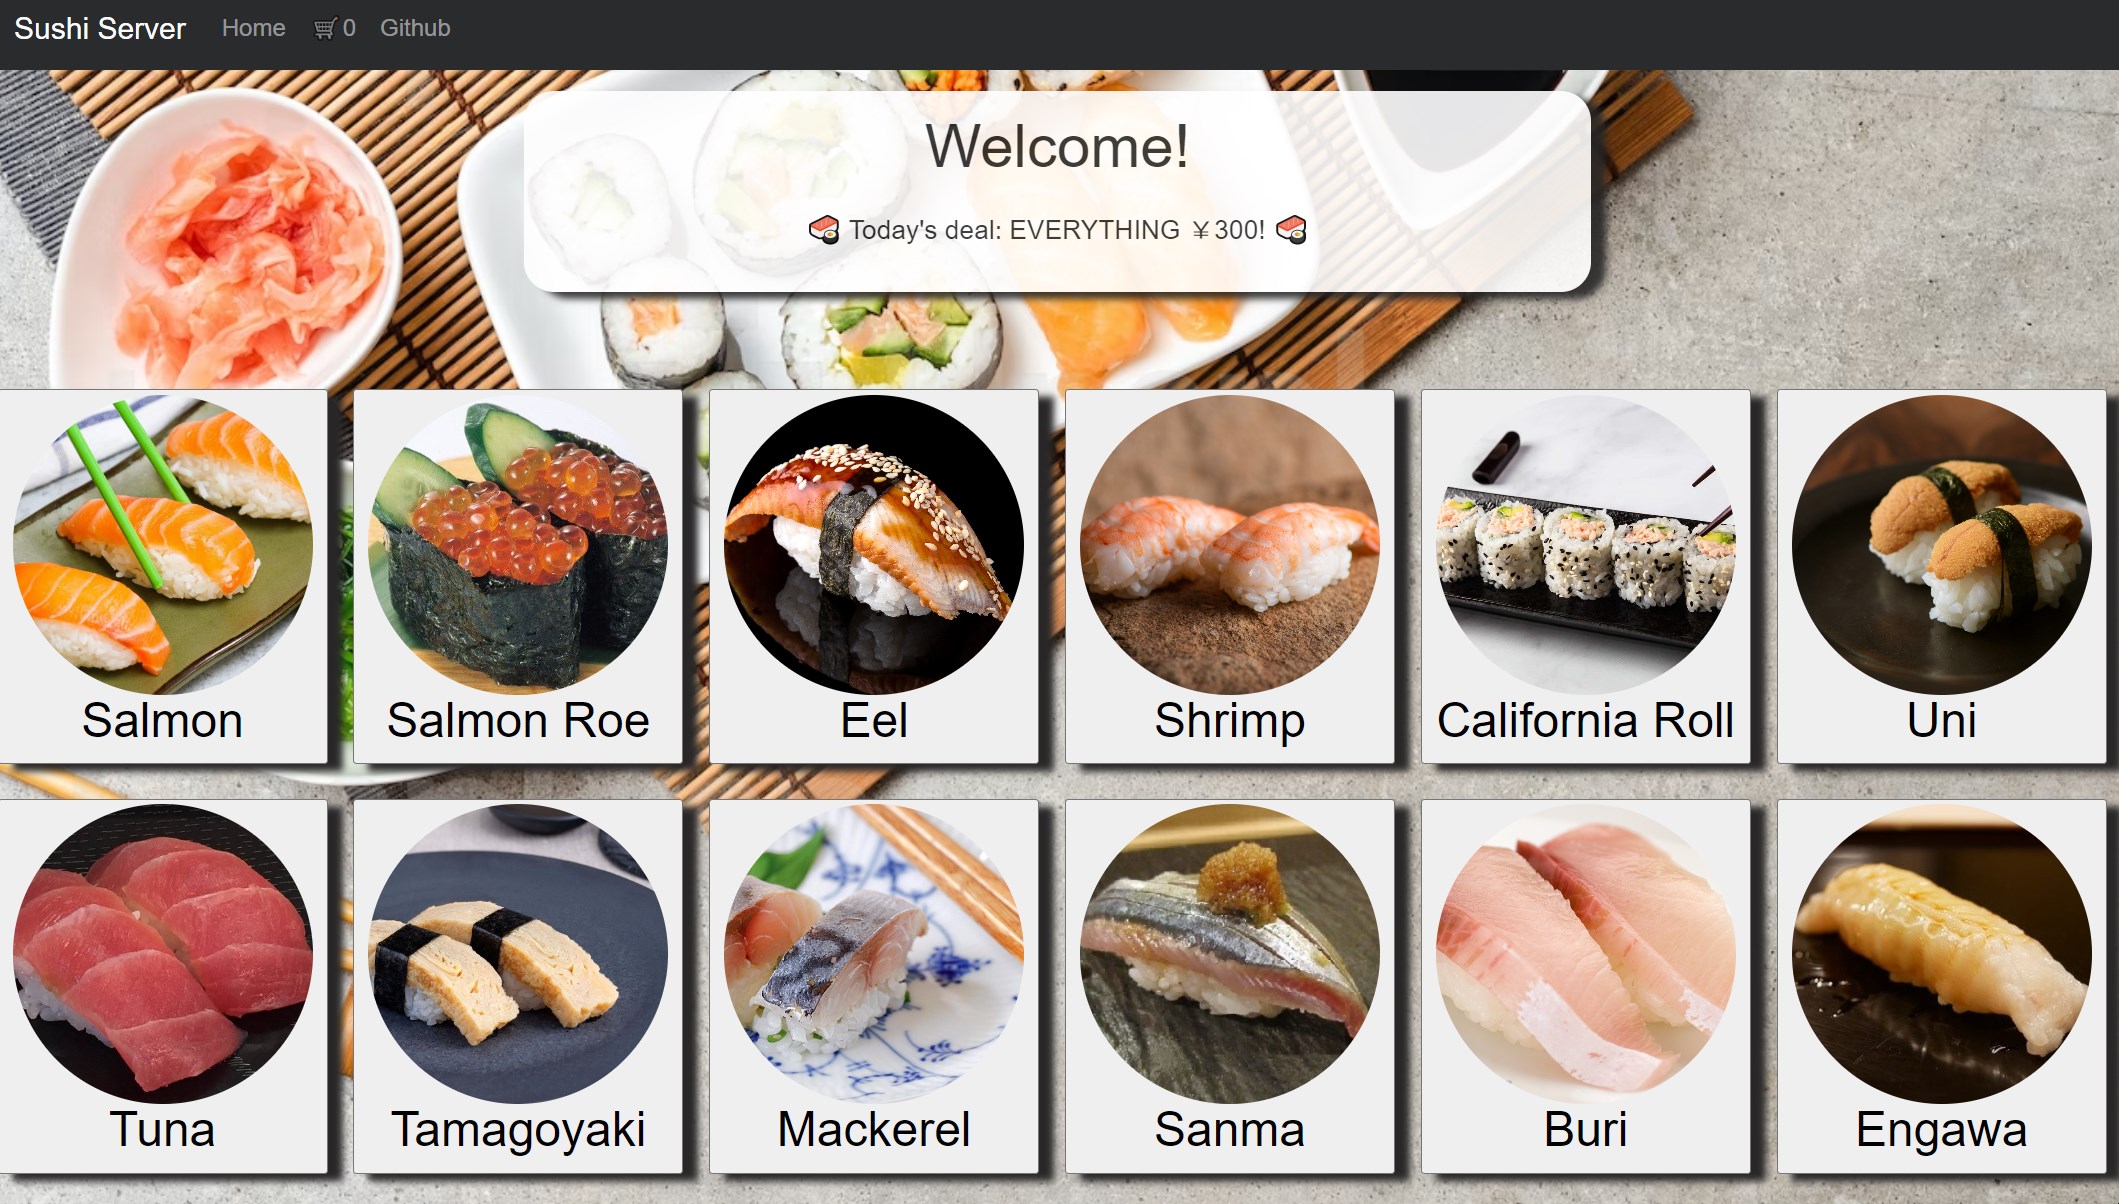 Sushi Server Home 🛒0 Github
Welcome!
🍣 Today's deal: EVERYTHING ￥300! 🍣
Salmon Salmon Roe Eel Shrimp California Roll Uni
Tuna Tamagoyaki Mackerel Sanma Buri Engawa